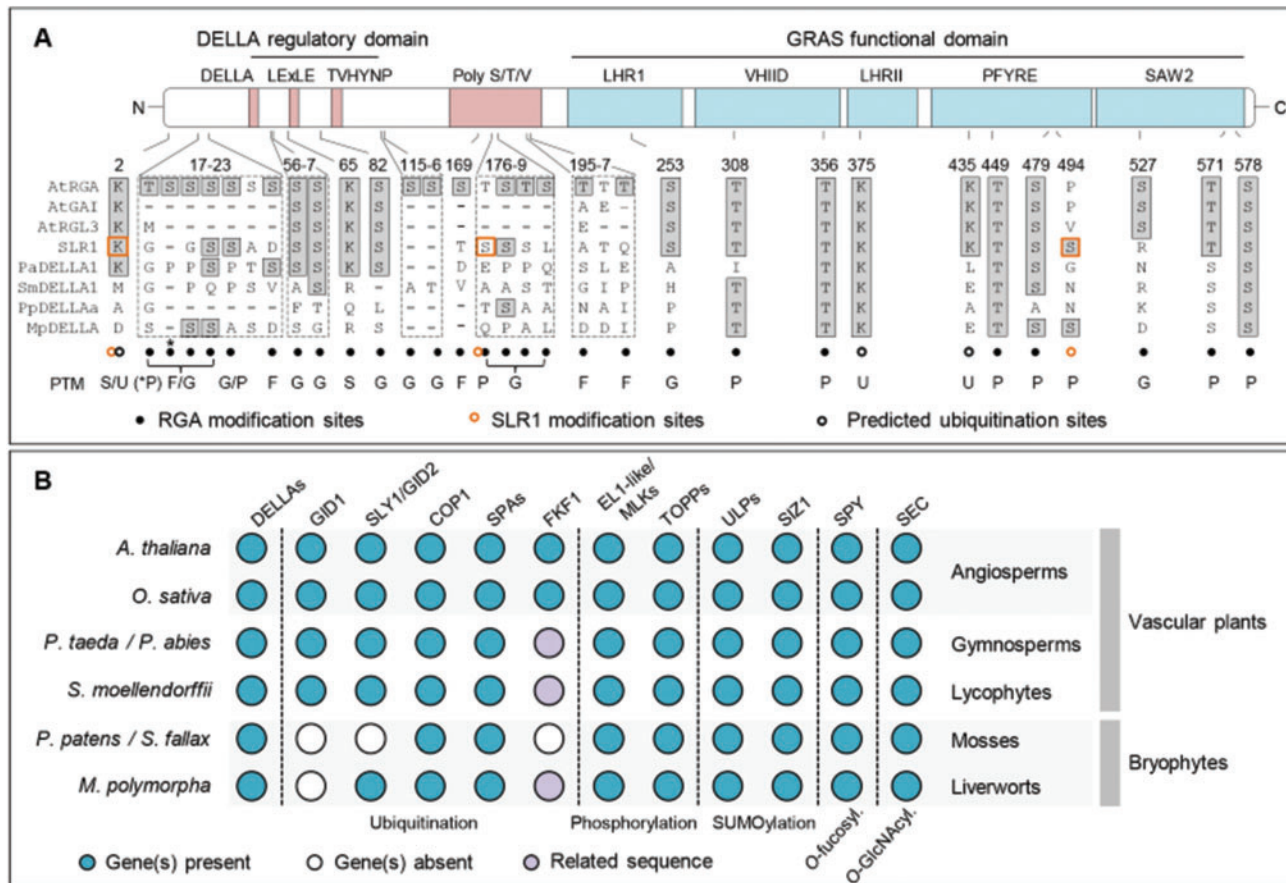 A
DELLA regulatory domain
GRAS functional domain
DELLA LExLE TVHYNP Poly S/T/V LHR1 VHIID LHRII PFYRE SAW2
N C
2 17-23 56-7 65 82 115-6 169 176-9 195-7 253 308 356 375 435 449 479 494 527 571 578
AtRGA K T S S S S S S S S K S S S S T S T S T T T S T T K K T S P S T S
AtGAI K - - - - - - - S S K S - - - - - - - A E - S T T K K T S P S T S
AtRGL3 K M - - - - - - S S K S - - - - - - - E - - S T T K K T S V S T S
SLR1 K G - G S S A D S S K S - - T S S S L A T Q S T T K K T S S R S S
PaDELLA1 K G P P S P T S S S K S - - D E P P Q S L E A I T K L T S G N S S
SmDELLA1 M G - P Q P S V A S R - A T V A A S T G I P H T T K E T S N K S S
PpDELLAa A G - - - - - - F T Q L - - - T S A A N A I P T T K A T N N N S S
MpDELLA D S - S S A S D S G R S - - - Q P A L D D I P T T K E T S S D S S
*
PTM S/U (*P) F/G G/P F G G S G G G F P G F F G P P U U P P P G P P
RGA modification sites SLR1 modification sites Predicted ubiquitination sites
B
DELLAs GID1 SLY1/GID2 COP1 SPAs FKF1 EL1-like/ MLKs TOPPs ULPs SIZ1 SPY SEC
A. thaliana
Angiosperms
O. sativa
Vascular plants
P. taeda / P. abies Gymnosperms
S. moellendorffii Lycophytes
P. patens / S. fallax Mosses
Bryophytes
M. polymorpha Liverworts
Ubiquitination Phosphorylation SUMOylation O-fucosyl. O-GlcNAcyl.
Gene(s) present Gene(s) absent Related sequence